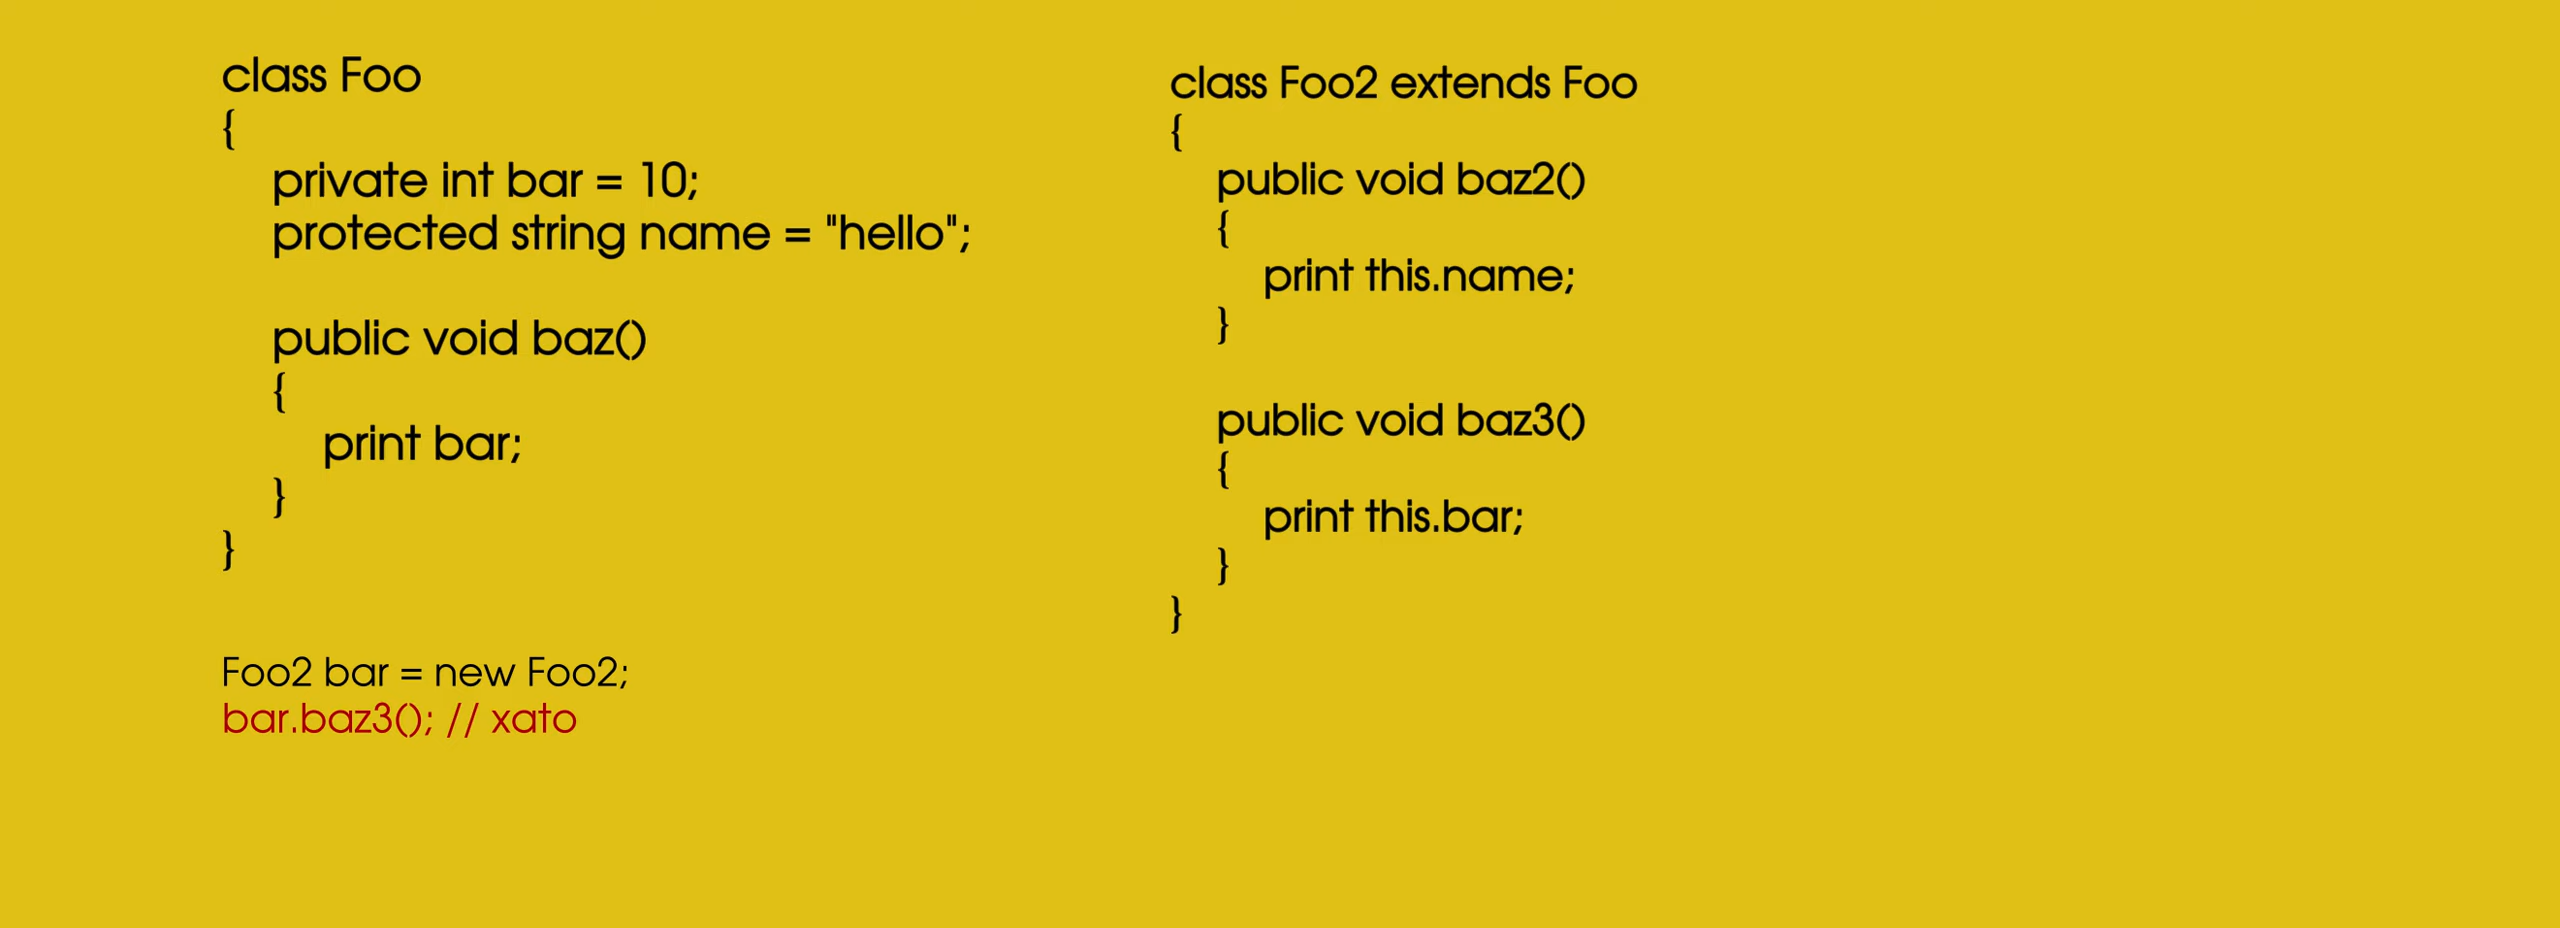 class Foo
{
private int bar = 10;
protected string name = "hello";
public void baz()
{
print bar;
}
}
Foo2 bar = new Foo2;
bar.baz3(); // xato
class Foo2 extends Foo
{
public void baz2()
{
print this.name;
}
public void baz3()
{
print this.bar;
}
}